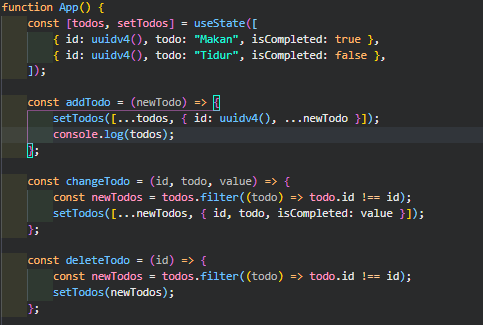 function App() {
  const [todos, setTodos] = useState([
    { id: uuidv4(), todo: "Makan", isCompleted: true },
    { id: uuidv4(), todo: "Tidur", isCompleted: false },
  ]);

  const addTodo = (newTodo) => {
    setTodos([...todos, { id: uuidv4(), ...newTodo }]);
    console.log(todos);
  };

  const changeTodo = (id, todo, value) => {
    const newTodos = todos.filter((todo) => todo.id !== id);
    setTodos([...newTodos, { id, todo, isCompleted: value }]);
  };

  const deleteTodo = (id) => {
    const newTodos = todos.filter((todo) => todo.id !== id);
    setTodos(newTodos);
  };